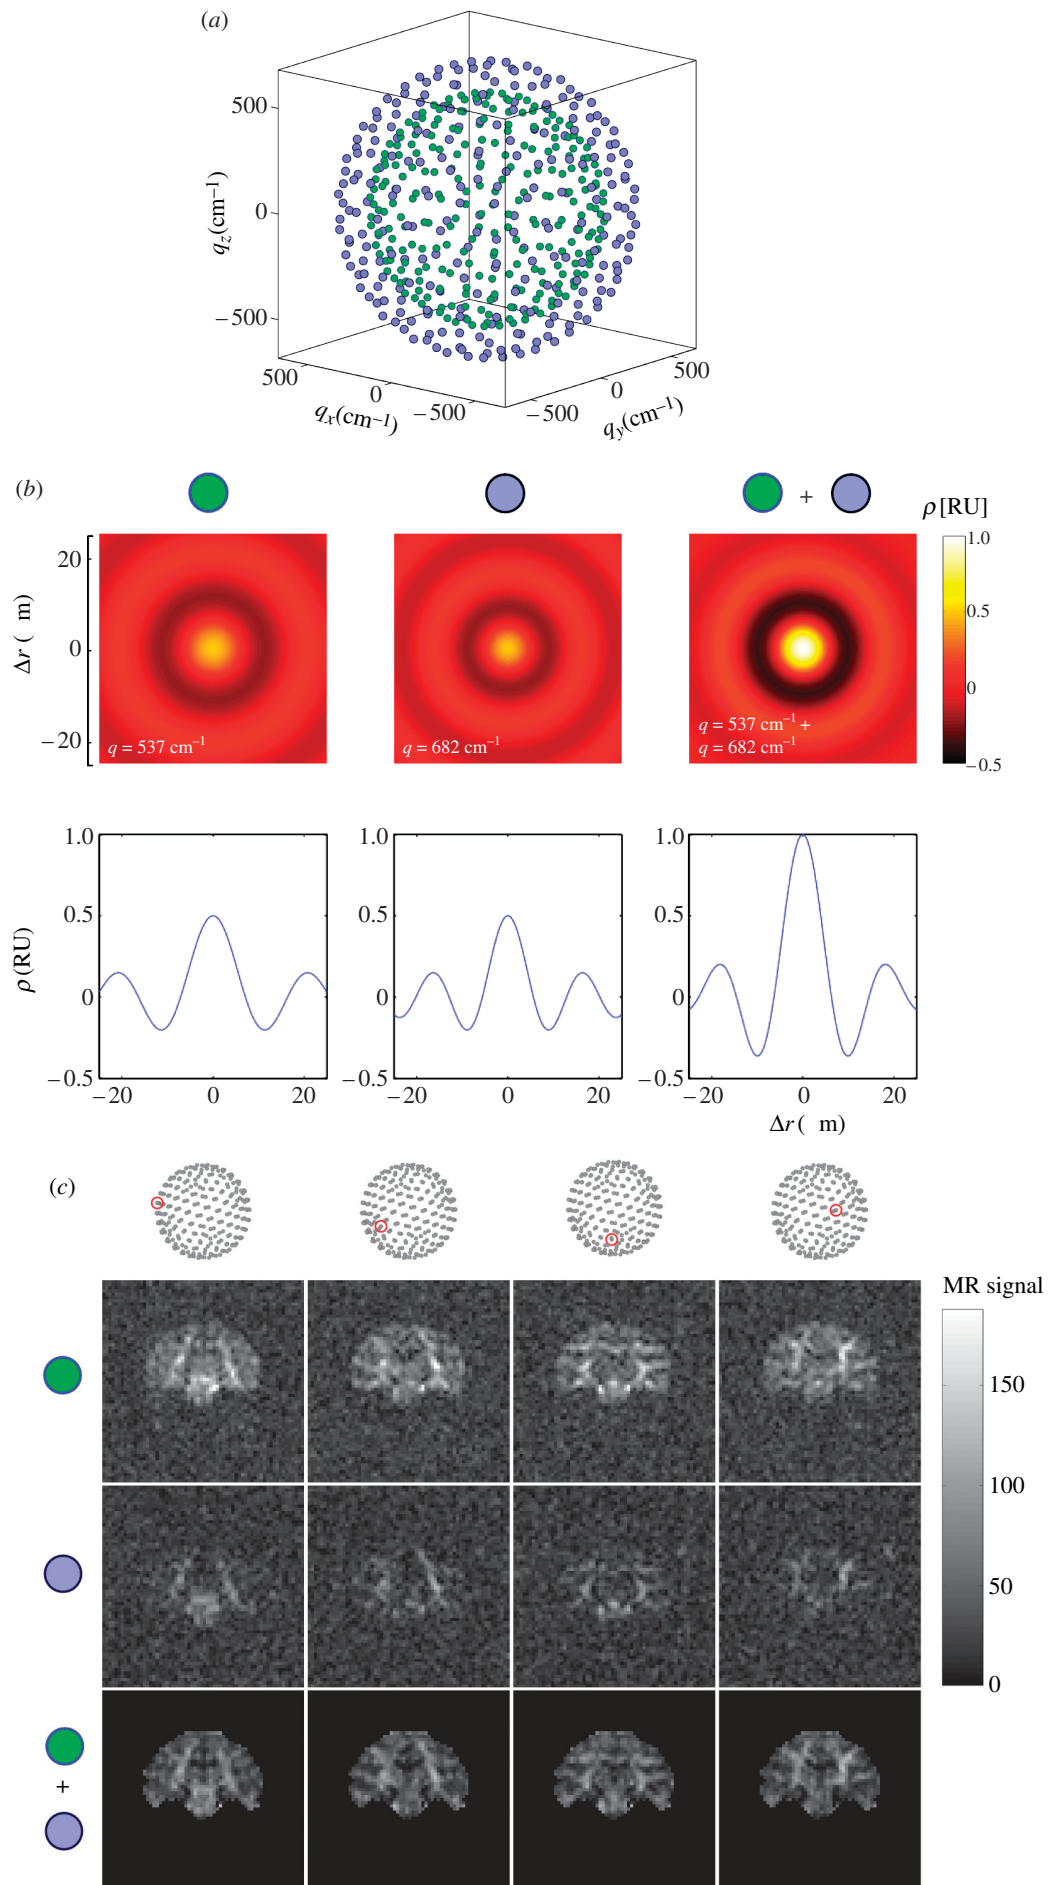 (a)
500
0
−500
q_z(cm⁻¹)
500
0
−500
q_x(cm⁻¹)
−500
0
500
q_y(cm⁻¹)
(b)
+
ρ [RU]
20
0
−20
Δr ( m)
q = 537 cm⁻¹
q = 682 cm⁻¹
q = 537 cm⁻¹ +
q = 682 cm⁻¹
1.0
0.5
0
−0.5
1.0
0.5
0
−0.5
ρ(RU)
−20 0 20
1.0
0.5
0
−0.5
−20 0 20
1.0
0.5
0
−0.5
−20 0 20
Δr ( m)
(c)
MR signal
150
100
50
0
+